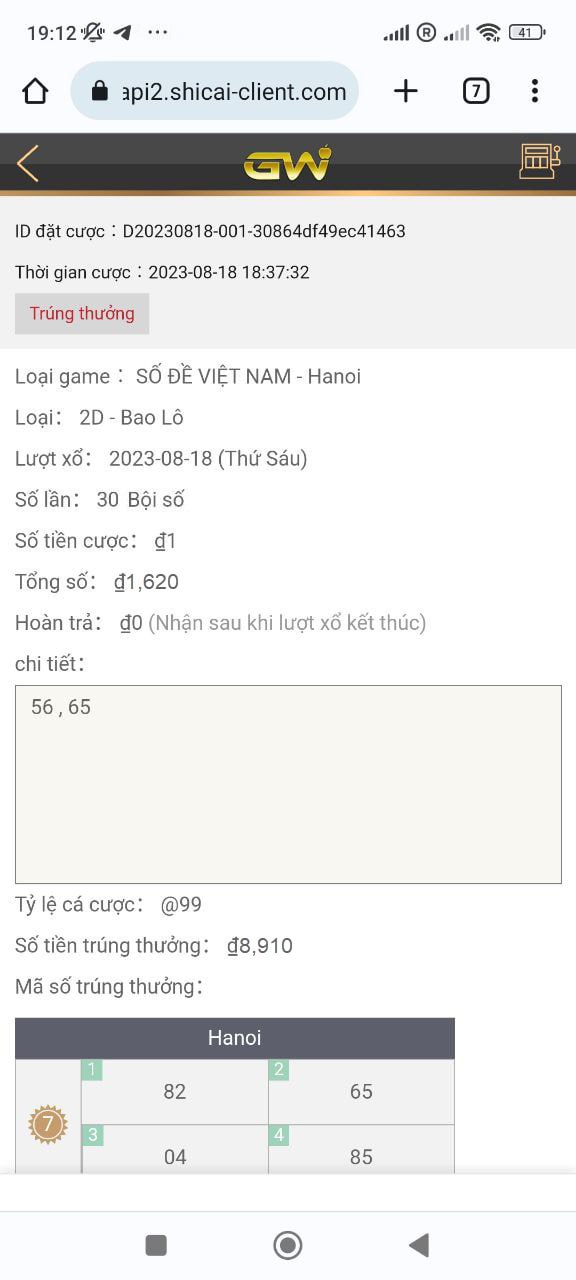 19:12
R
41
api2.shicai-client.com
7
GW
ID đặt cược : D20230818-001-30864df49ec41463
Thời gian cược : 2023-08-18 18:37:32
Trúng thưởng
Loại game : SỐ ĐỀ VIỆT NAM - Hanoi
Loại: 2D - Bao Lô
Lượt xổ: 2023-08-18 (Thứ Sáu)
Số lần: 30 Bội số
Số tiền cược: ₫1
Tổng số: ₫1,620
Hoàn trả: ₫0 (Nhận sau khi lượt xổ kết thúc)
chi tiết:
56 , 65
Tỷ lệ cá cược: @99
Số tiền trúng thưởng: ₫8,910
Mã số trúng thưởng:
Hanoi
7
1 82 2 65
3 04 4 85